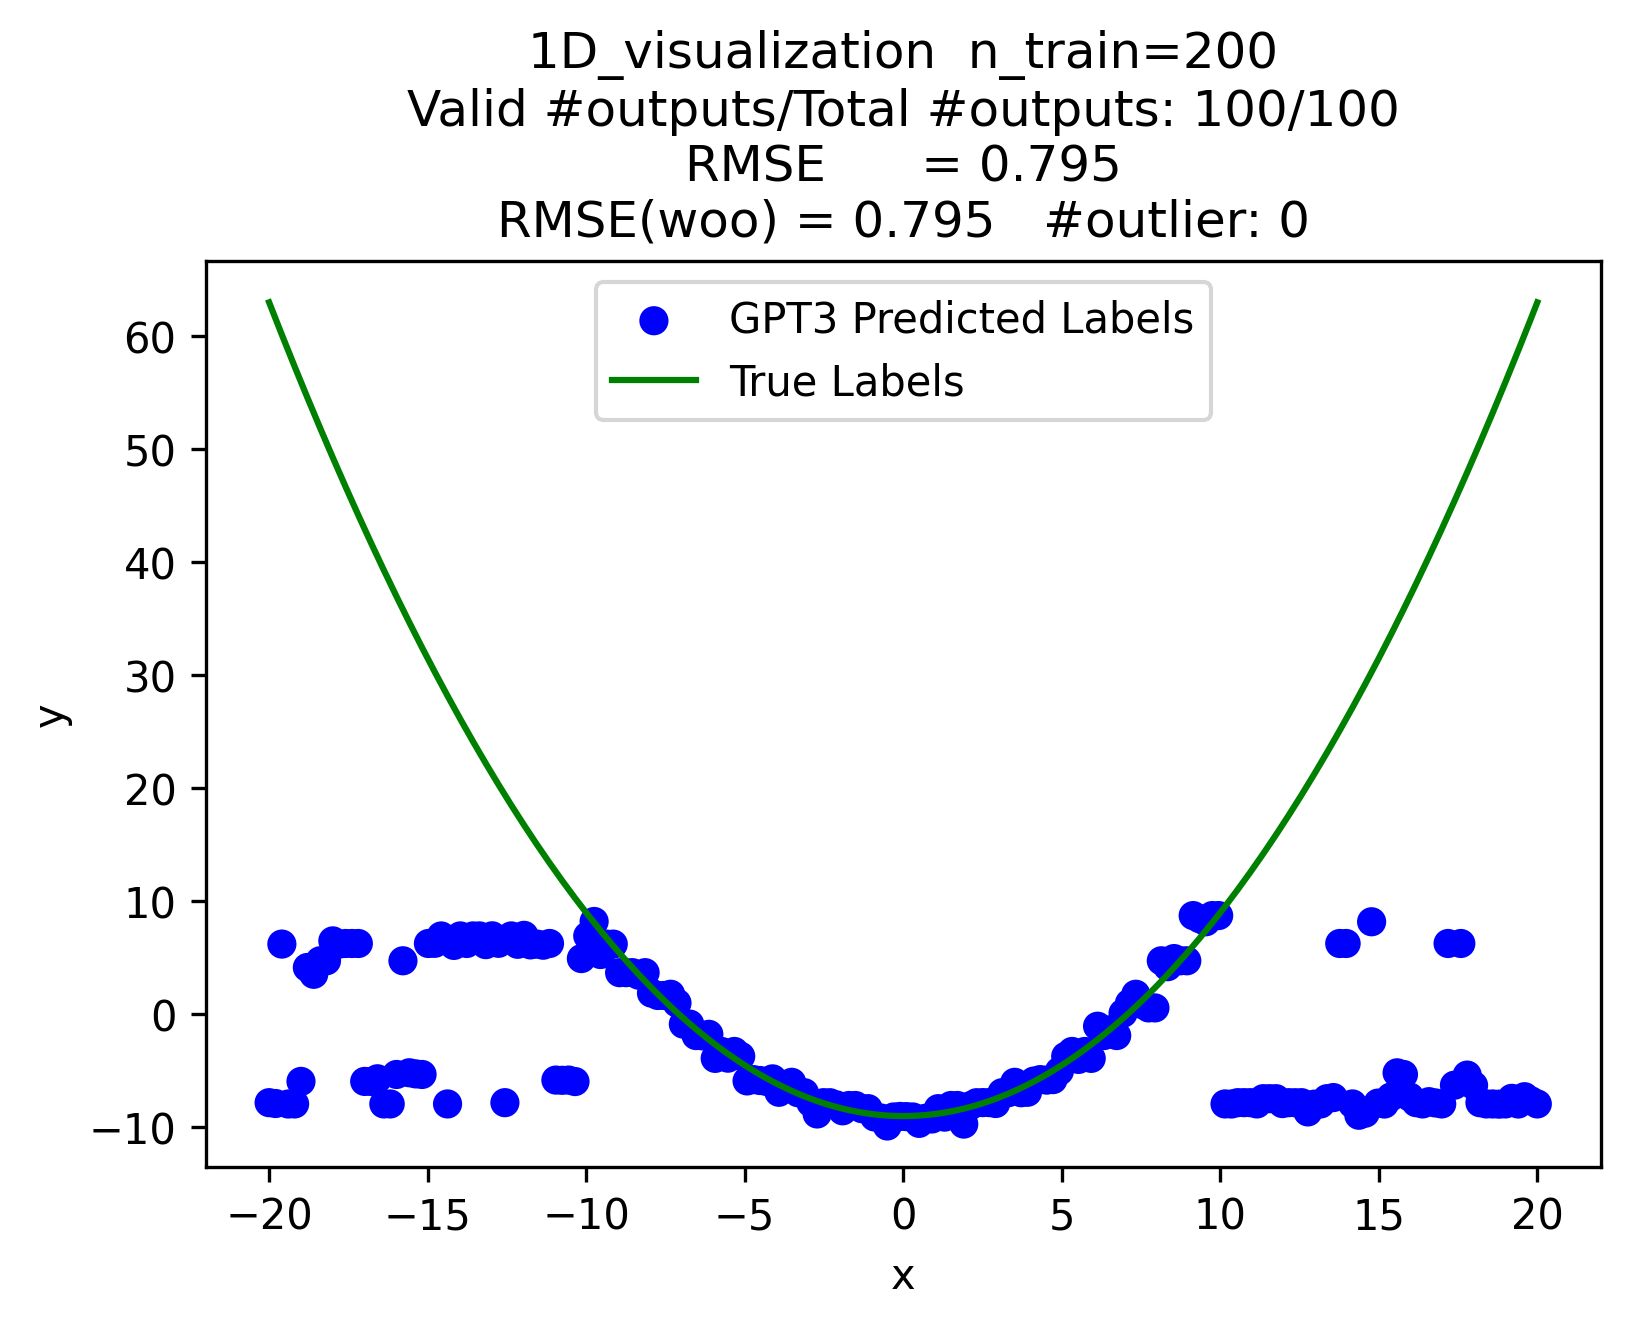 1D_visualization  n_train=200
Valid #outputs/Total #outputs: 100/100
RMSE      = 0.795
RMSE(woo) = 0.795   #outlier: 0
GPT3 Predicted Labels
True Labels
60
50
40
30
20
10
0
−10
y
−20 −15 −10 −5 0 5 10 15 20
x